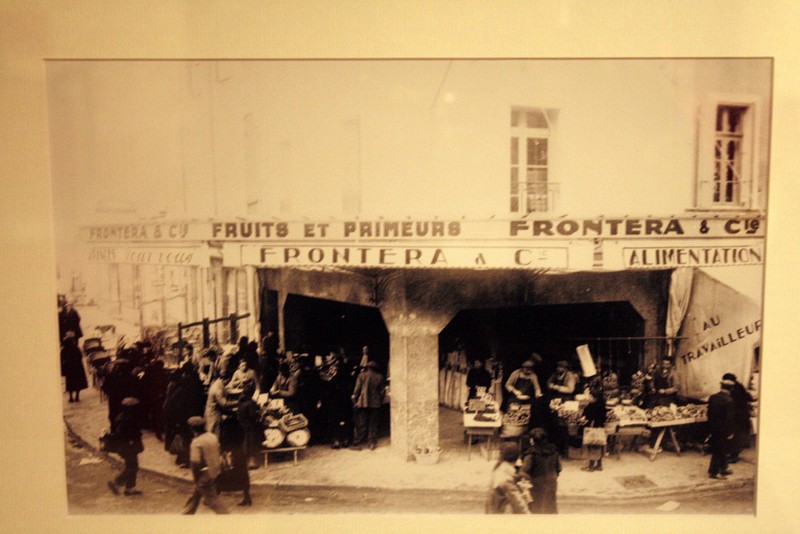 FRONTERA & Cie FRUITS ET PRIMEURS FRONTERA & Cie
FRONTERA & Cie ALIMENTATION
AU
TRAVAILLEUR